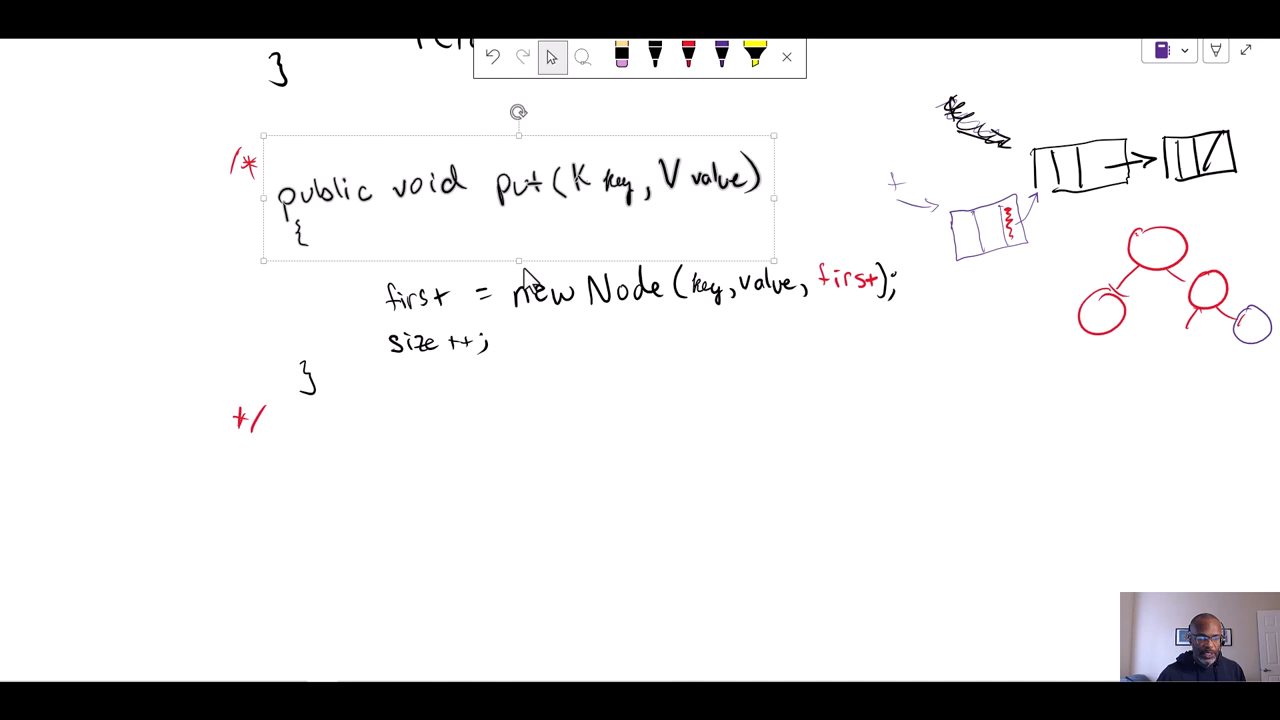 }
/*
public void put(K key, V value)
{
first = new Node(key, value, first);
size ++;
}
*/